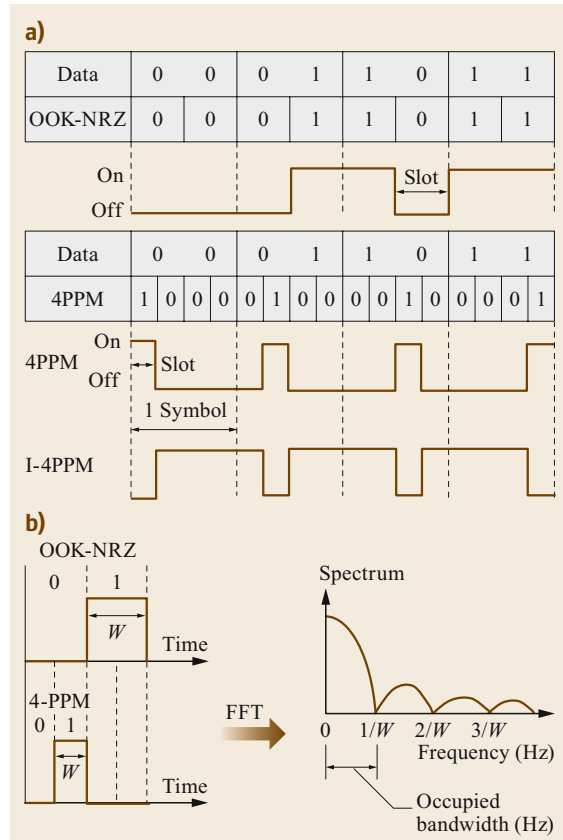 a)
Data 0 0 0 1 1 0 1 1
OOK-NRZ 0 0 0 1 1 0 1 1
On
Slot
Off
Data 0 0 0 1 1 0 1 1
4PPM 1 0 0 0 0 1 0 0 0 0 1 0 0 0 0 1
On
4PPM
Off Slot
1 Symbol
I-4PPM
b)
OOK-NRZ
0 1
W
Time
4-PPM
0 1
W
Time
FFT
Spectrum
0 1/W 2/W 3/W
Frequency (Hz)
Occupied
bandwidth (Hz)